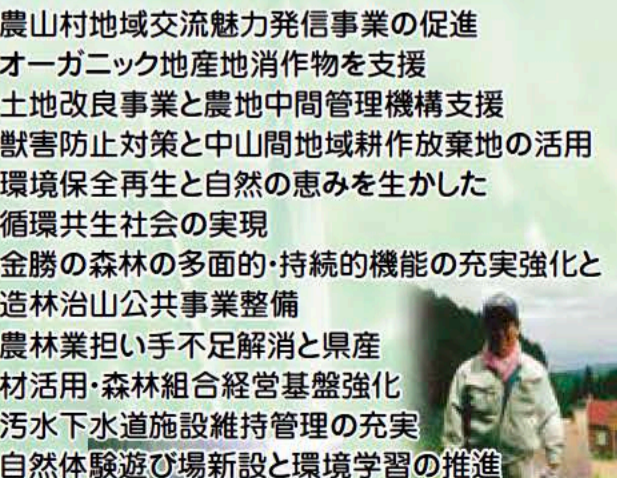 農山村地域交流魅力発信事業の促進
オーガニック地産地消作物を支援
土地改良事業と農地中間管理機構支援
獣害防止対策と中山間地域耕作放棄地の活用
環境保全再生と自然の恵みを生かした
循環共生社会の実現
金勝の森林の多面的・持続的機能の充実強化と
造林治山公共事業整備
農林業担い手不足解消と県産
材活用・森林組合経営基盤強化
汚水下水道施設維持管理の充実
自然体験遊び場新設と環境学習の推進